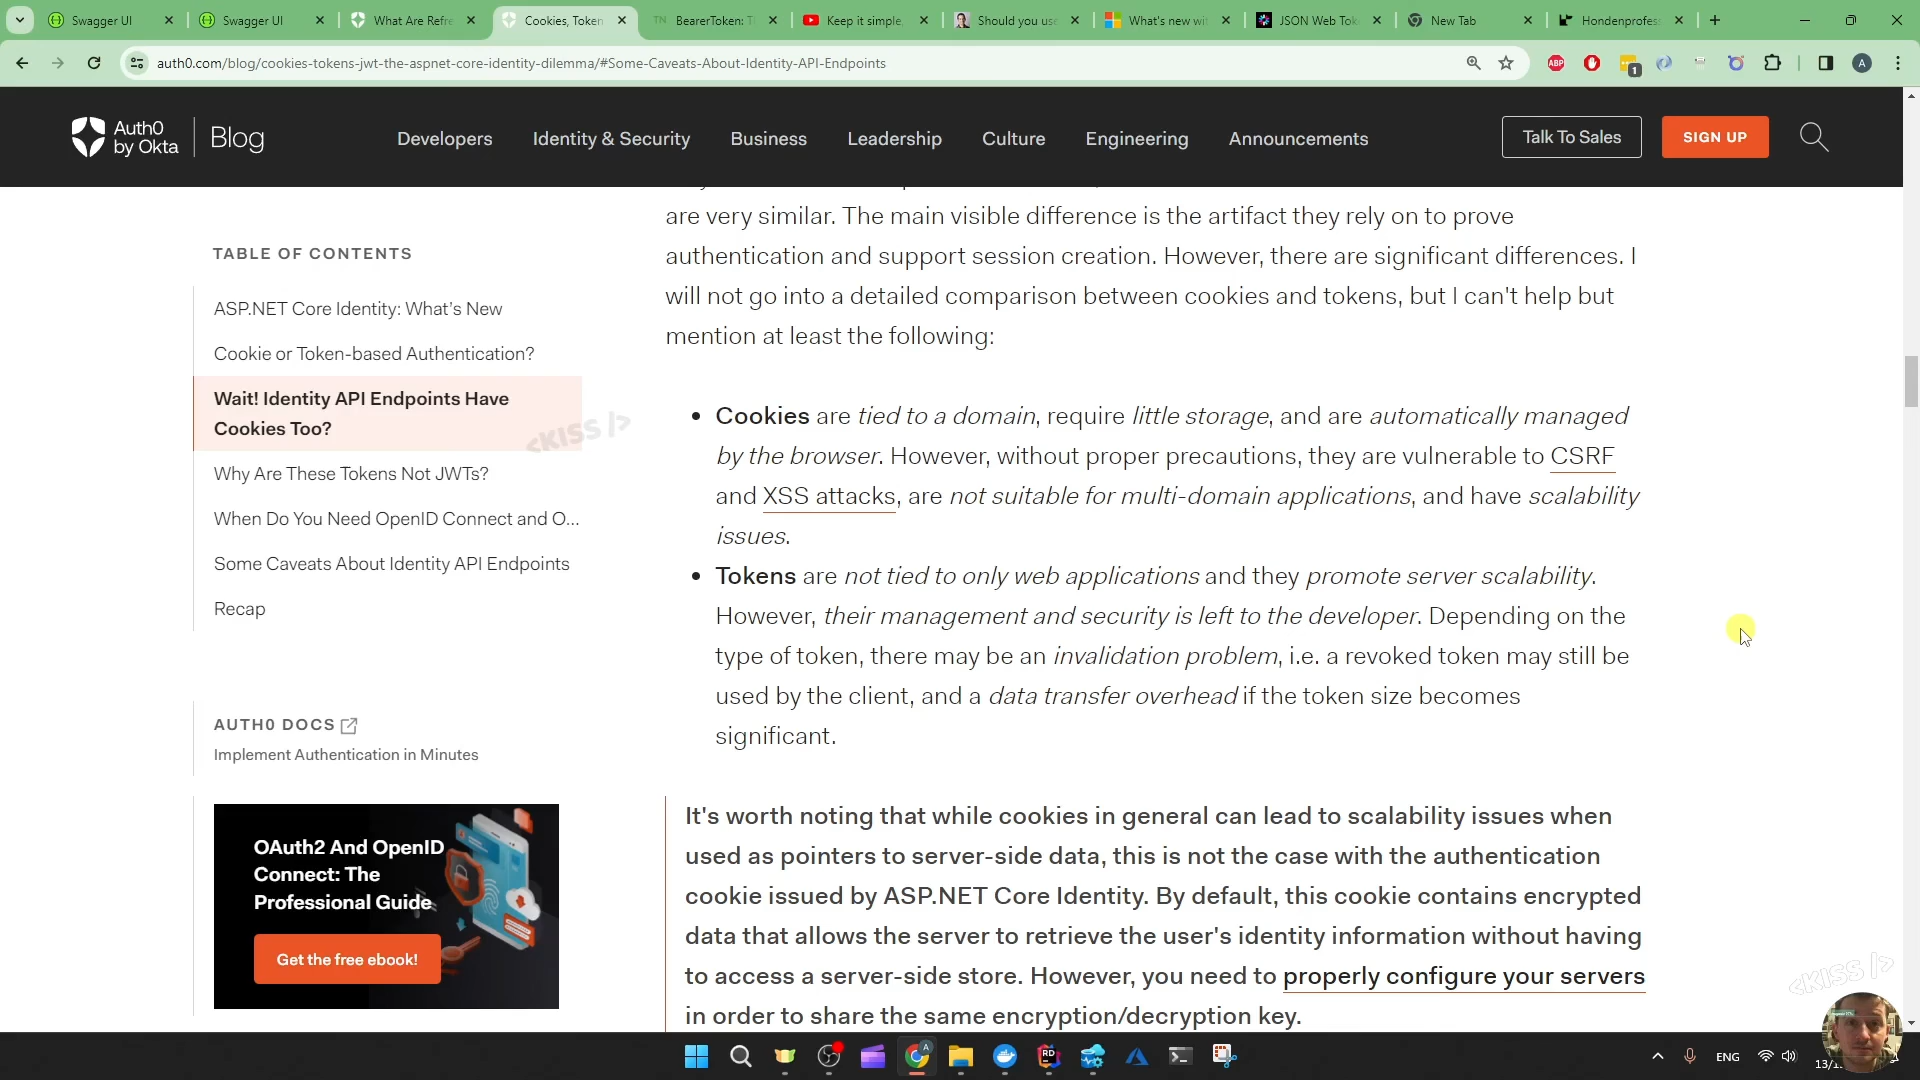 Swagger UI
Swagger UI
What Are Refre
Cookies, Token
TN BearerToken: T
Keep it simple,
Should you use
What's new wit
JSON Web Tok
New Tab
Hondenprofess
auth0.com/blog/cookies-tokens-jwt-the-aspnet-core-identity-dilemma/#Some-Caveats-About-Identity-API-Endpoints
ABP
1
A
Auth0
by Okta
Blog
Developers
Identity & Security
Business
Leadership
Culture
Engineering
Announcements
Talk To Sales
SIGN UP
TABLE OF CONTENTS
ASP.NET Core Identity: What's New
Cookie or Token-based Authentication?
Wait! Identity API Endpoints Have
Cookies Too?
Why Are These Tokens Not JWTs?
When Do You Need OpenID Connect and O...
Some Caveats About Identity API Endpoints
Recap
AUTH0 DOCS
Implement Authentication in Minutes
OAuth2 And OpenID
Connect: The
Professional Guide
Get the free ebook!
<KISS />
are very similar. The main visible difference is the artifact they rely on to prove
authentication and support session creation. However, there are significant differences. I
will not go into a detailed comparison between cookies and tokens, but I can't help but
mention at least the following:
• Cookies are tied to a domain, require little storage, and are automatically managed
by the browser. However, without proper precautions, they are vulnerable to CSRF
and XSS attacks, are not suitable for multi-domain applications, and have scalability
issues.
• Tokens are not tied to only web applications and they promote server scalability.
However, their management and security is left to the developer. Depending on the
type of token, there may be an invalidation problem, i.e. a revoked token may still be
used by the client, and a data transfer overhead if the token size becomes
significant.
It's worth noting that while cookies in general can lead to scalability issues when
used as pointers to server-side data, this is not the case with the authentication
cookie issued by ASP.NET Core Identity. By default, this cookie contains encrypted
data that allows the server to retrieve the user's identity information without having
to access a server-side store. However, you need to properly configure your servers
in order to share the same encryption/decryption key.
<KISS />
A
RD
ENG
13/1